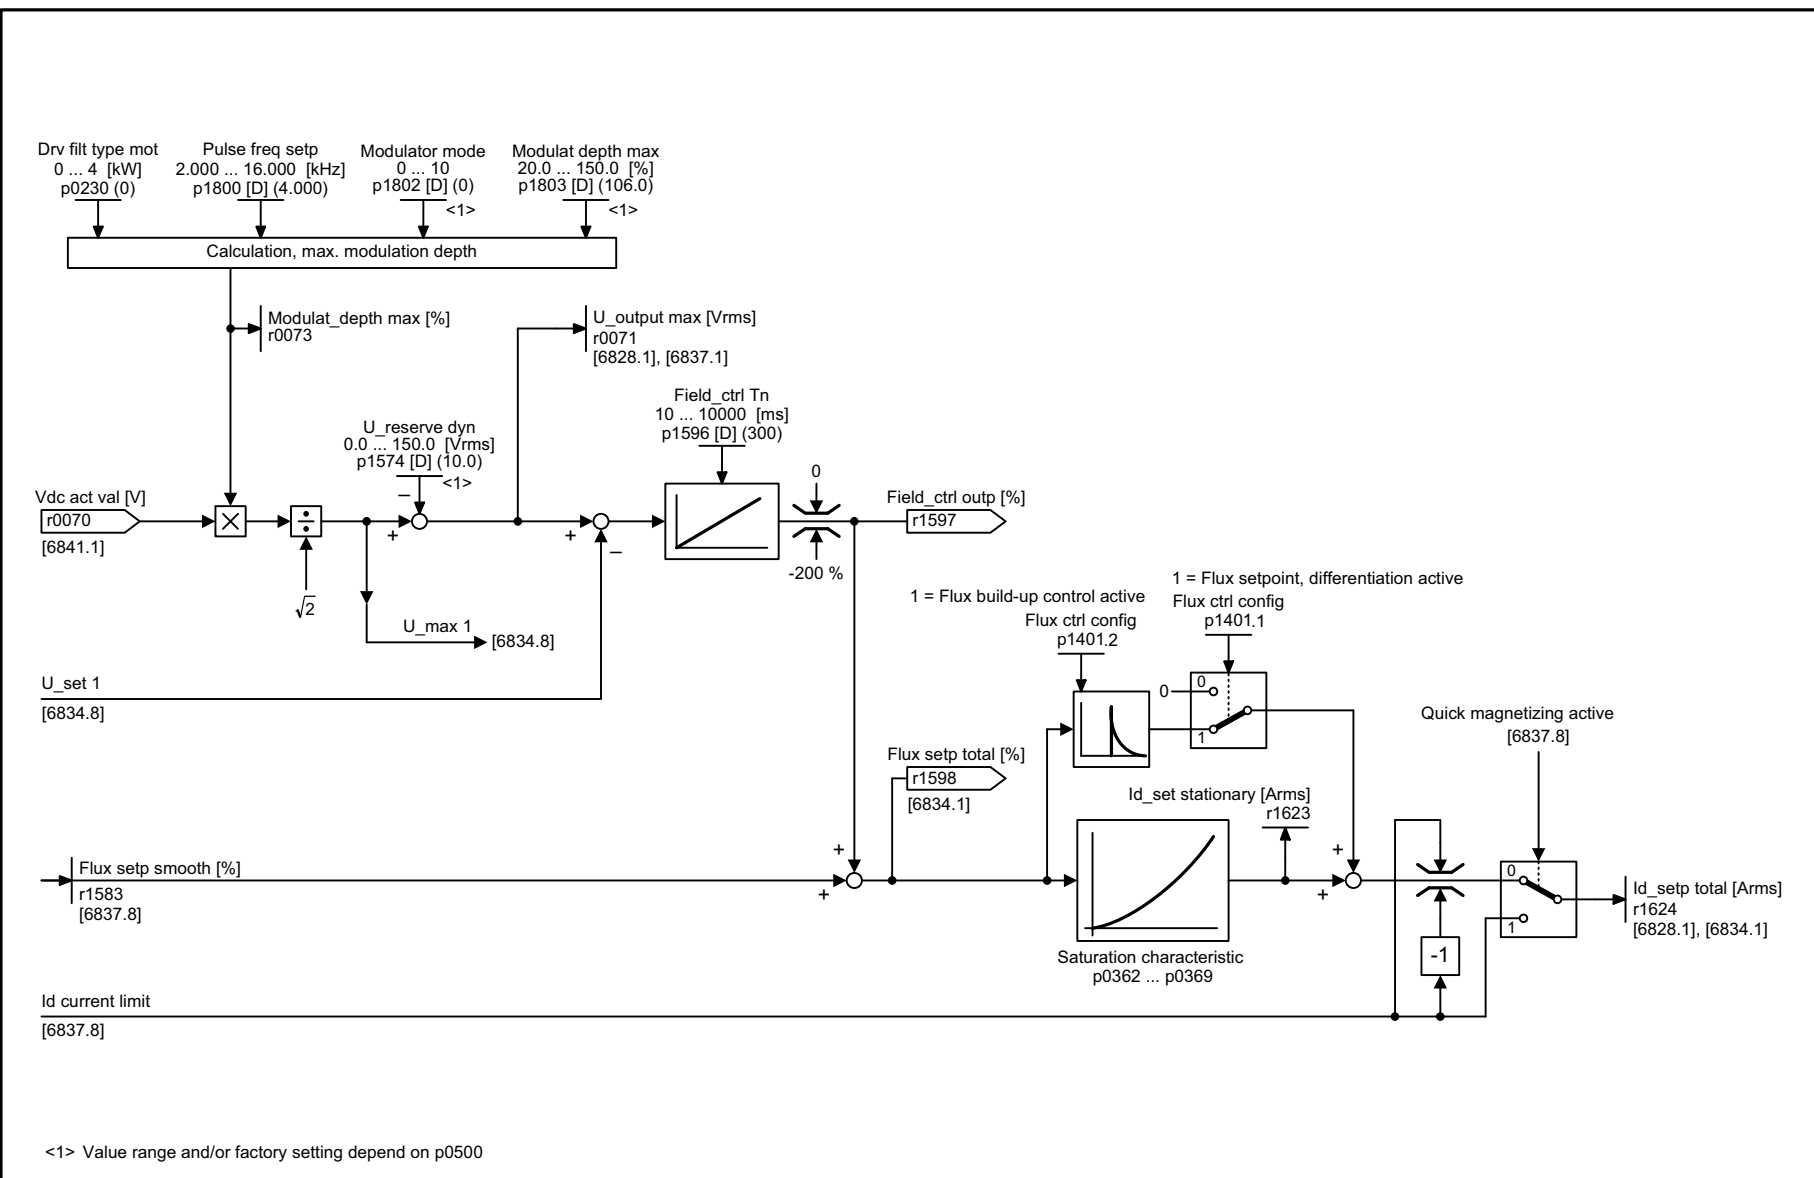 Drv filt type mot
0 ... 4 [kW]
p0230 (0)
Pulse freq setp
2.000 ... 16.000 [kHz]
p1800 [D] (4.000)
Modulator mode
0 ... 10
p1802 [D] (0)
<1>
Modulat depth max
20.0 ... 150.0 [%]
p1803 [D] (106.0)
<1>
Calculation, max. modulation depth
Modulat_depth max [%]
r0073
U_output max [Vrms]
r0071
[6828.1], [6837.1]
Field_ctrl Tn
10 ... 10000 [ms]
p1596 [D] (300)
U_reserve dyn
0.0 ... 150.0 [Vrms]
p1574 [D] (10.0)
<1>
–
0
Vdc act val [V]
r0070
[6841.1]
×
÷
√2
+
+
–
-200 %
Field_ctrl outp [%]
r1597
U_max 1
[6834.8]
U_set 1
[6834.8]
1 = Flux setpoint, differentiation active
Flux ctrl config
p1401.1
1 = Flux build-up control active
Flux ctrl config
p1401.2
0
0
1
Quick magnetizing active
[6837.8]
Flux setp total [%]
r1598
[6834.1]
Id_set stationary [Arms]
r1623
Flux setp smooth [%]
r1583
[6837.8]
+
+
+
+
0
1
Id_setp total [Arms]
r1624
[6828.1], [6834.1]
-1
Saturation characteristic
p0362 ... p0369
Id current limit
[6837.8]
<1> Value range and/or factory setting depend on p0500